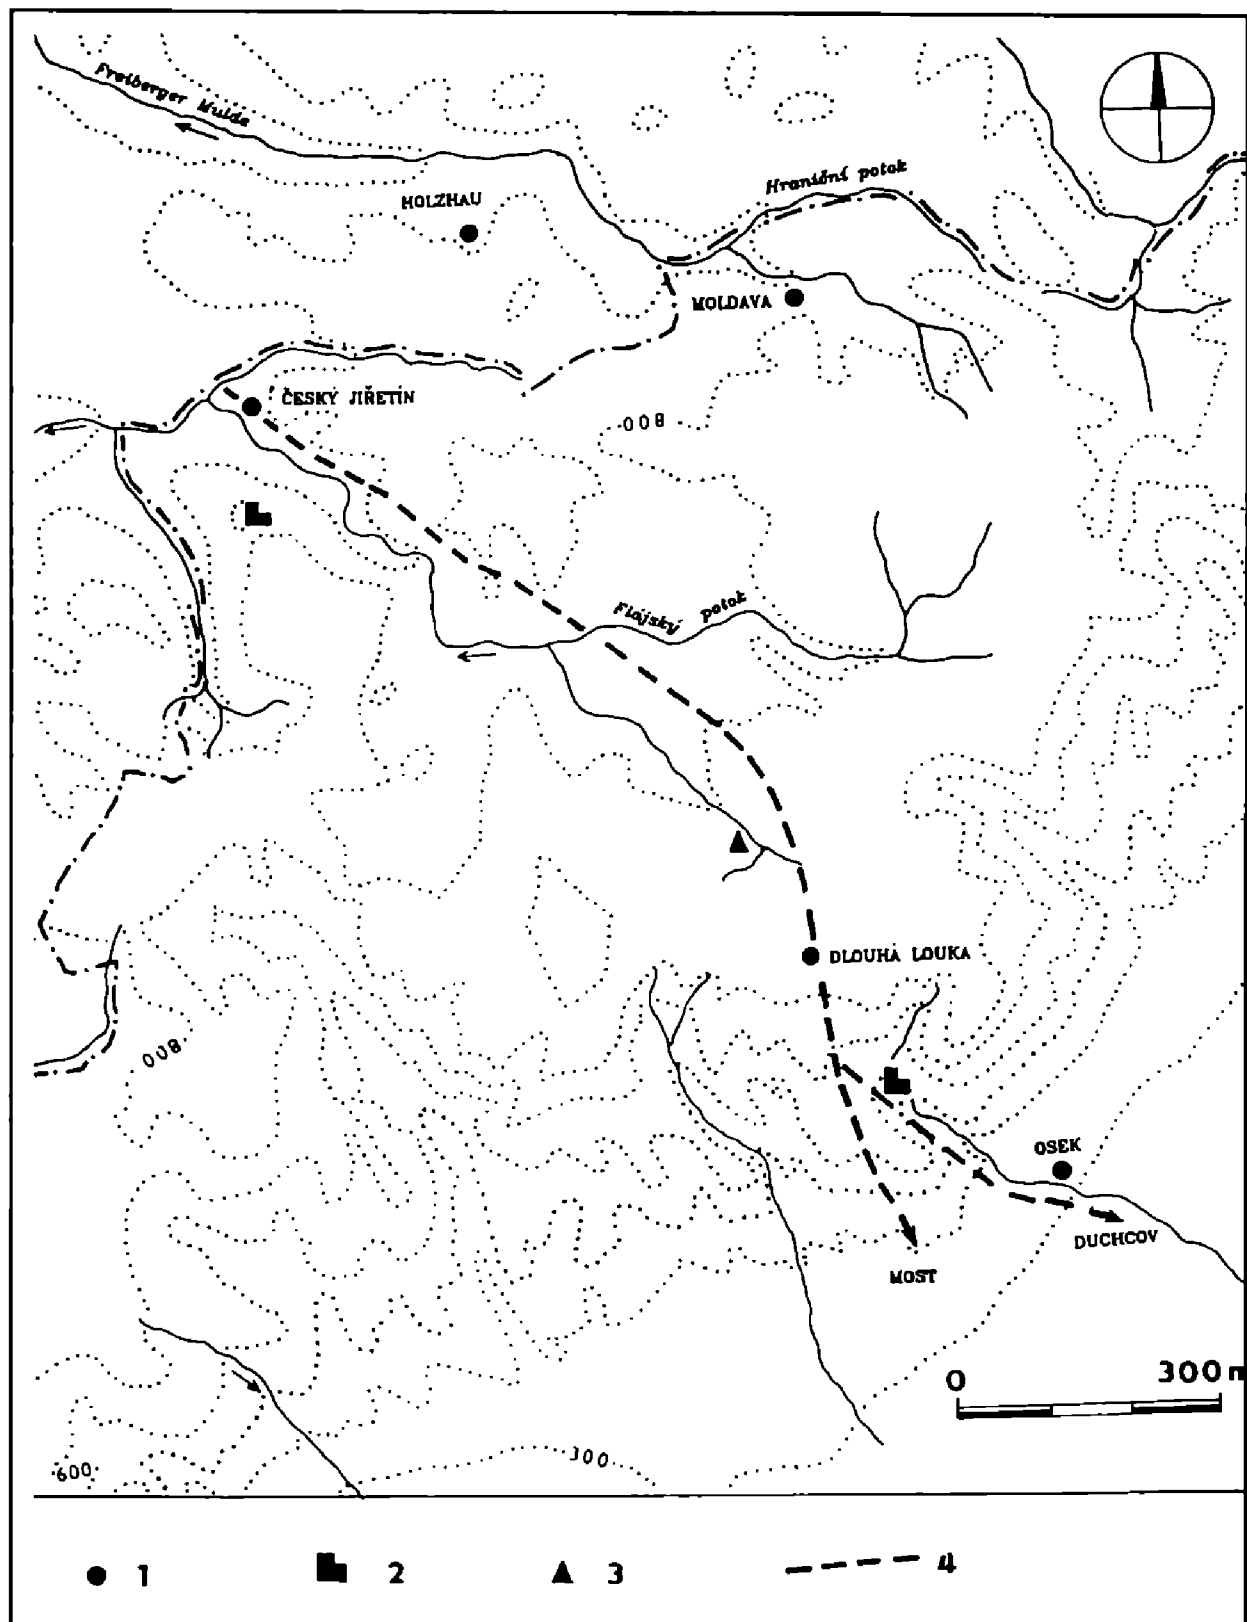 Freiberger Mulde
Hraniční potok
HOLZHAU
MOLDAVA
ČESKÝ JIŘETÍN
800
Flájský potok
DLOUHÁ LOUKA
800
OSEK
DUCHCOV
MOST
0 300 m
600
300
1 2 3 4